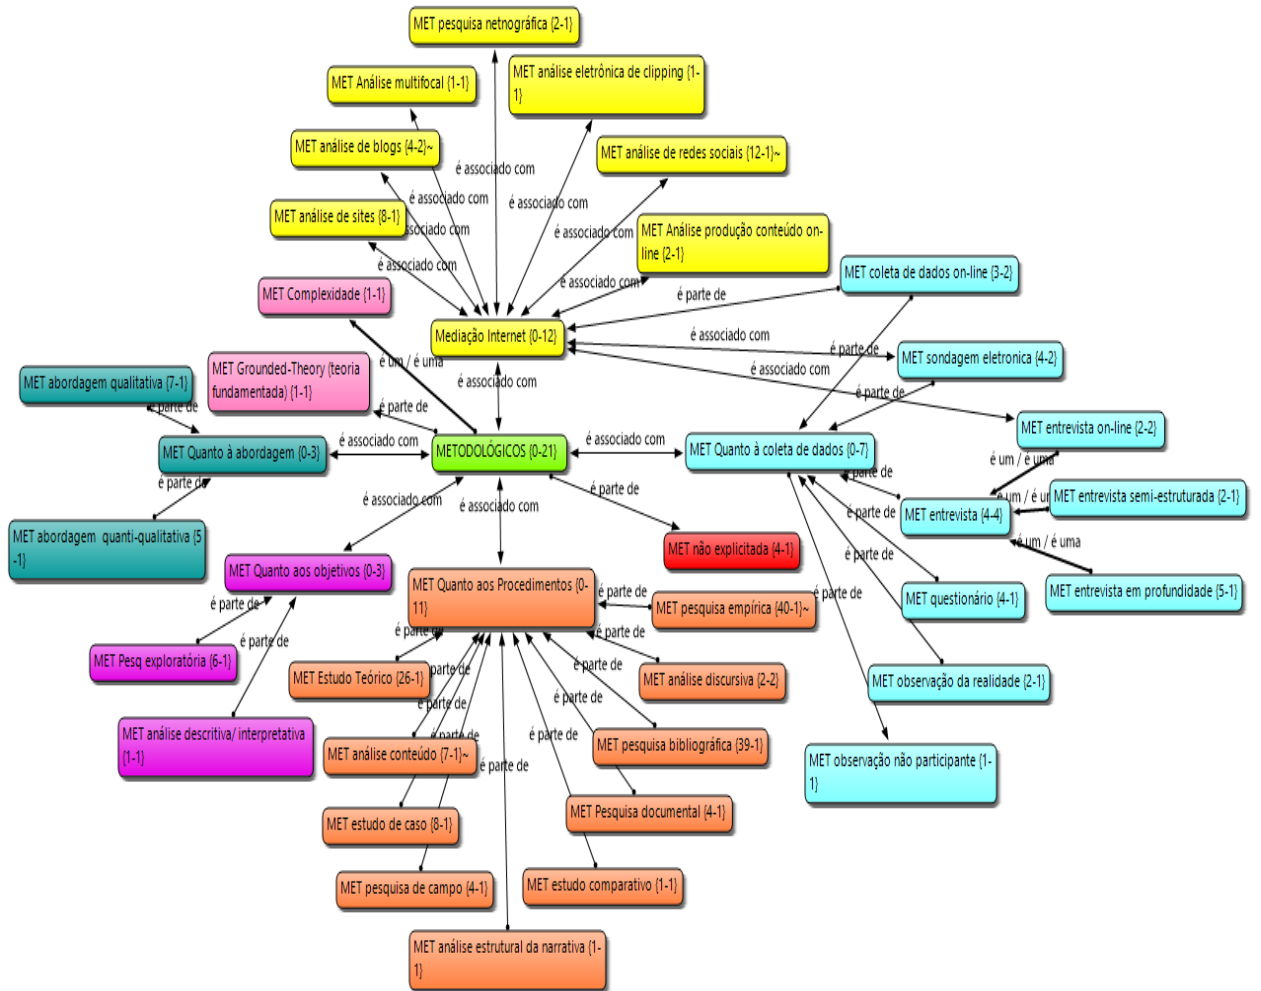 MET pesquisa netnográfica {2-1}
MET análise eletrônica de clipping {1-
1}
MET Análise multifocal {1-1}
MET análise de blogs {4-2}~
MET análise de redes sociais {12-1}~
é associado com
é associado com
é associado com
MET análise de sites {8-1}
associado com
é associado com
MET Análise produção conteúdo on-
line {2-1}
é associado com
é associado com
MET coleta de dados on-line {3-2}
MET Complexidade {1-1}
é parte de
Mediação Internet {0-12}
é associado com
é parte de
MET sondagem eletronica {4-2}
é um / é uma
MET Grounded-Theory (teoria
fundamentada) {1-1}
é associado com
é associado com
MET abordagem qualitativa {7-1}
é parte de
é parte de
é parte de
MET entrevista on-line {2-2}
MET Quanto à abordagem {0-3}
é associado com
METODOLÓGICOS {0-21}
é associado com
MET Quanto à coleta de dados {0-7}
é um / é uma
é parte de
é parte de
é parte de
é associado com
é associado com
é um / é um
MET entrevista semi-estruturada {2-1}
MET entrevista {4-4}
é parte de
MET abordagem  quanti-qualitativa {5
-1}
é um / é uma
MET não explicitada {4-1}
é parte de
MET Quanto aos objetivos {0-3}
MET Quanto aos Procedimentos {0-
11}
é parte de
é parte de
MET questionário {4-1}
MET entrevista em profundidade {5-1}
é parte de
MET pesquisa empírica {40-1}~
é parte de
é parte de
é parte de
MET Pesq exploratória {6-1}
MET Estudo Teórico {26-1}
parte de
é parte de
MET análise discursiva {2-2}
MET observação da realidade {2-1}
é parte de
é parte de
MET análise descritiva/ interpretativa
{1-1}
é parte de
é parte de
MET análise conteúdo {7-1}~
MET pesquisa bibliográfica {39-1}
é parte de
MET observação não participante {1-
1}
MET estudo de caso {8-1}
MET Pesquisa documental {4-1}
MET pesquisa de campo {4-1}
MET estudo comparativo {1-1}
MET análise estrutural da narrativa {1-
1}